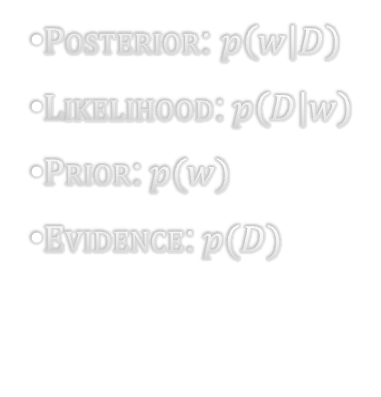 •Posterior: p(w|D)
•Likelihood: p(D|w)
•Prior: p(w)
•Evidence: p(D)